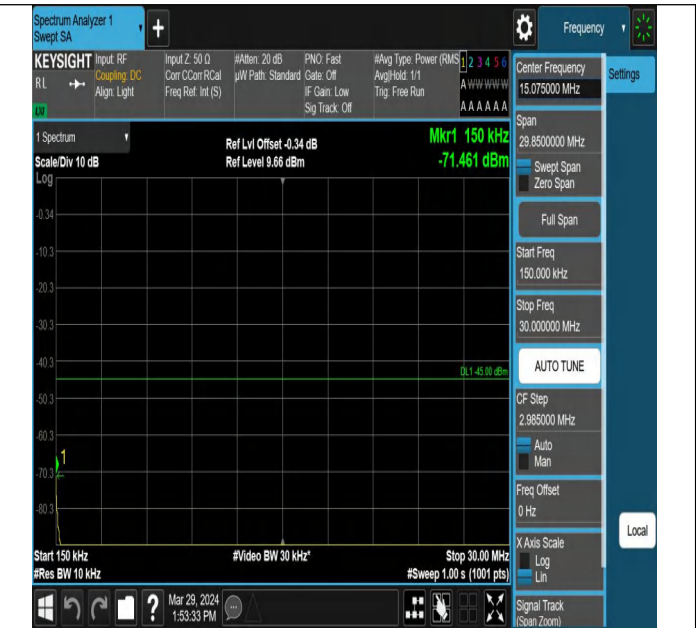 Spectrum Analyzer 1
Swept SA
+
Frequency
KEYSIGHT
RL
Input: RF
Coupling: DC
Align: Light
Input Z: 50 Ω
Corr CCorr RCal
Freq Ref: Int (S)
#Atten: 20 dB
µW Path: Standard
PNO: Fast
Gate: Off
IF Gain: Low
Sig Track: Off
#Avg Type: Power (RMS
Avg|Hold: 1/1
Trig: Free Run
1 2 3 4 5 6
A W W W W W
A A A A A A
1 Spectrum
Scale/Div 10 dB
Log
Ref Lvl Offset -0.34 dB
Ref Level 9.66 dBm
Mkr1 150 kHz
-71.461 dBm
-0.34
-10.3
-20.3
-30.3
-40.3
DL1 -45.00 dBm
-50.3
-60.3
1
-70.3
-80.3
Start 150 kHz
#Video BW 30 kHz*
Stop 30.00 MHz
#Res BW 10 kHz
#Sweep 1.00 s (1001 pts)
?
Mar 29, 2024
1:53:33 PM
Center Frequency
15.075000 MHz
Settings
Span
29.8500000 MHz
Swept Span
Zero Span
Full Span
Start Freq
150.000 kHz
Stop Freq
30.000000 MHz
AUTO TUNE
CF Step
2.985000 MHz
Auto
Man
Freq Offset
0 Hz
Local
X Axis Scale
Log
Lin
Signal Track
(Span Zoom)